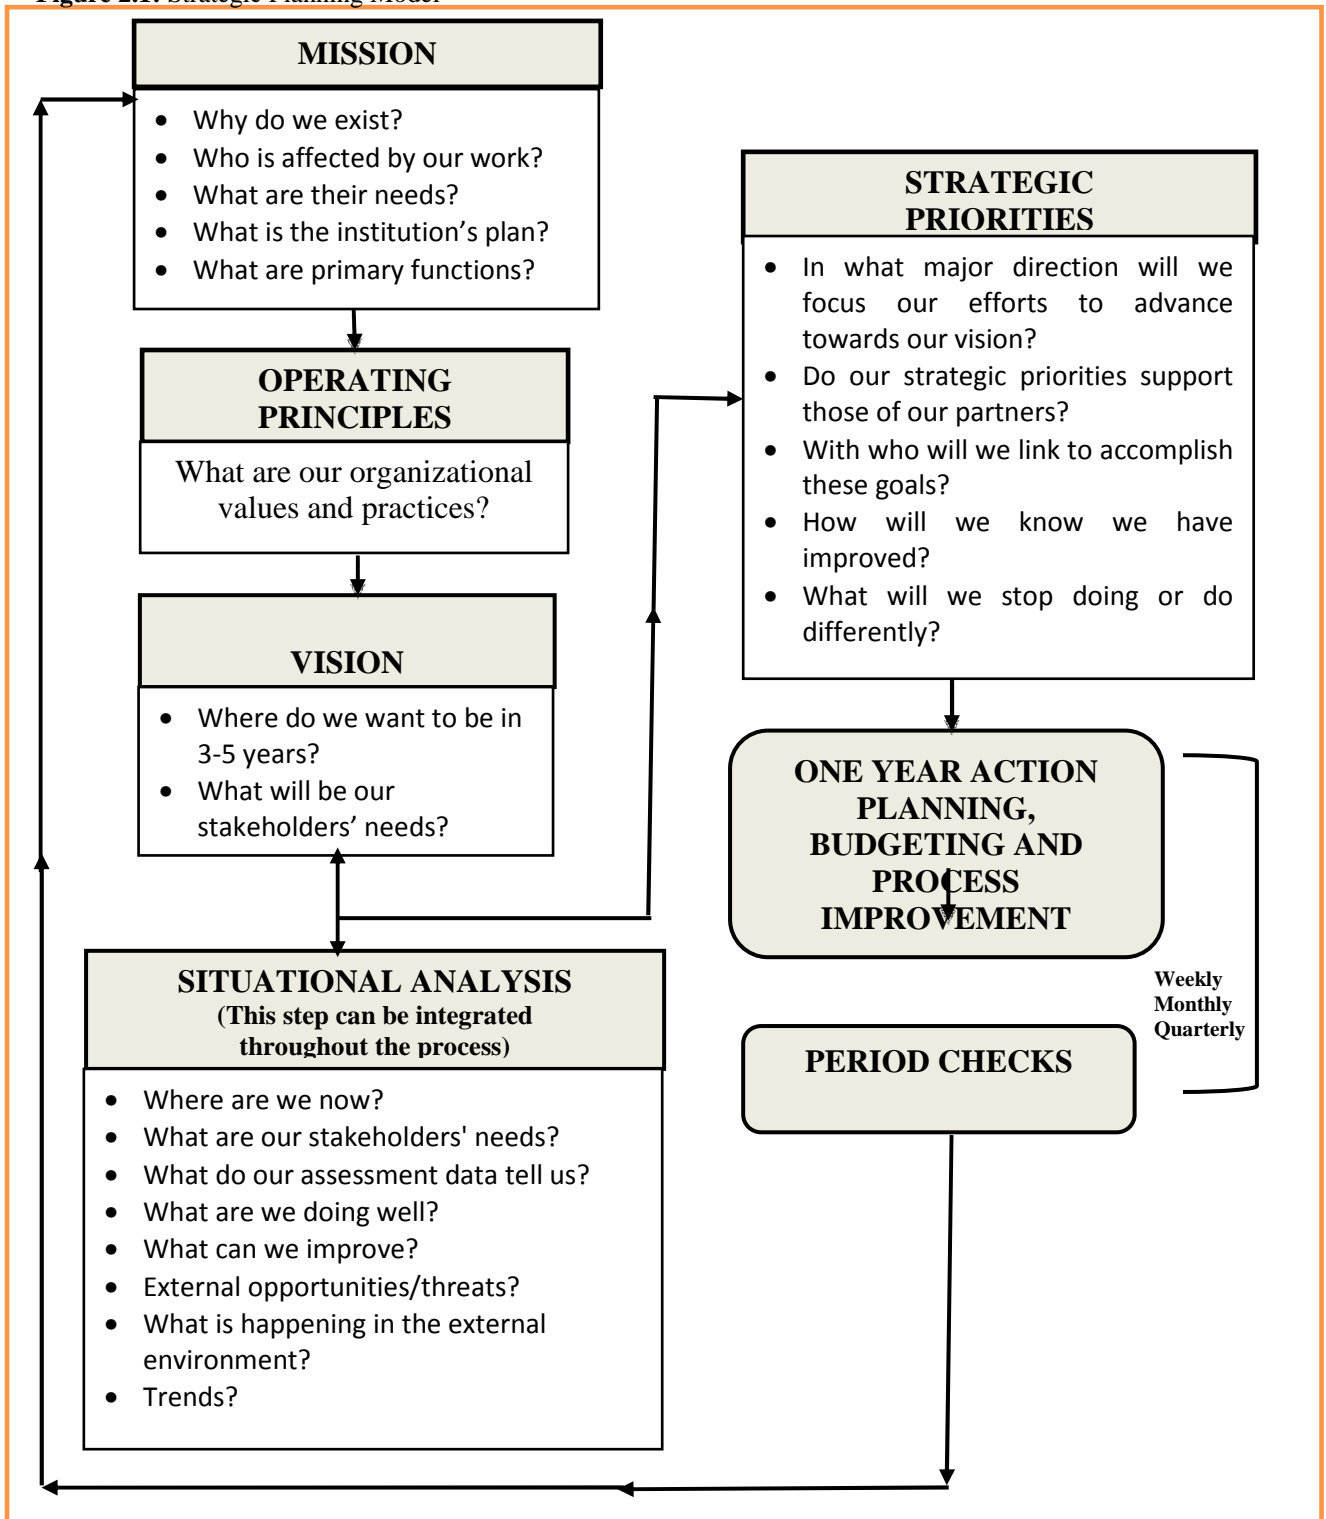 Figure 2.1: Strategic Planning Model
MISSION
• Why do we exist?
• Who is affected by our work?
• What are their needs?
• What is the institution’s plan?
• What are primary functions?
OPERATING
PRINCIPLES
What are our organizational
values and practices?
VISION
• Where do we want to be in
3-5 years?
• What will be our
stakeholders’ needs?
SITUATIONAL ANALYSIS
(This step can be integrated
throughout the process)
• Where are we now?
• What are our stakeholders' needs?
• What do our assessment data tell us?
• What are we doing well?
• What can we improve?
• External opportunities/threats?
• What is happening in the external
environment?
• Trends?
STRATEGIC
PRIORITIES
• In what major direction will we
focus our efforts to advance
towards our vision?
• Do our strategic priorities support
those of our partners?
• With who will we link to accomplish
these goals?
• How will we know we have
improved?
• What will we stop doing or do
differently?
ONE YEAR ACTION
PLANNING,
BUDGETING AND
PROCESS
IMPROVEMENT
Weekly
Monthly
Quarterly
PERIOD CHECKS